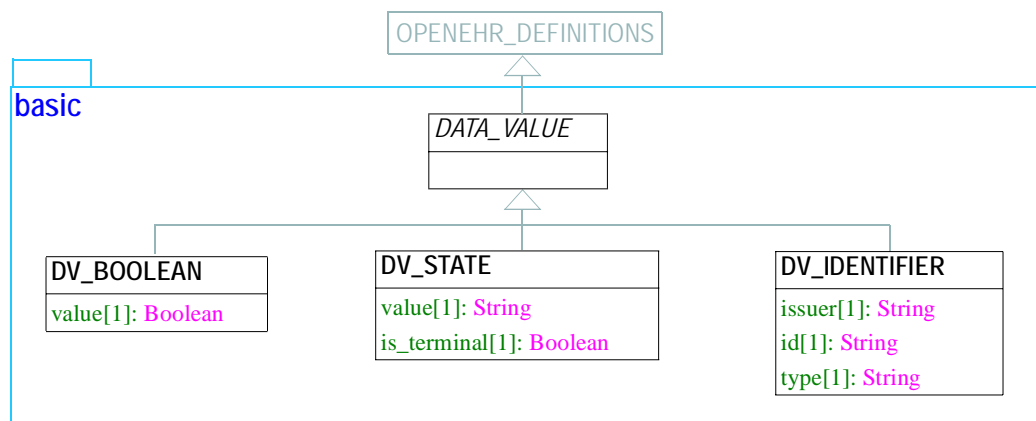 OPENEHR_DEFINITIONS
basic
DATA_VALUE
DV_BOOLEAN
value[1]: Boolean
DV_STATE
value[1]: String
is_terminal[1]: Boolean
DV_IDENTIFIER
issuer[1]: String
id[1]: String
type[1]: String